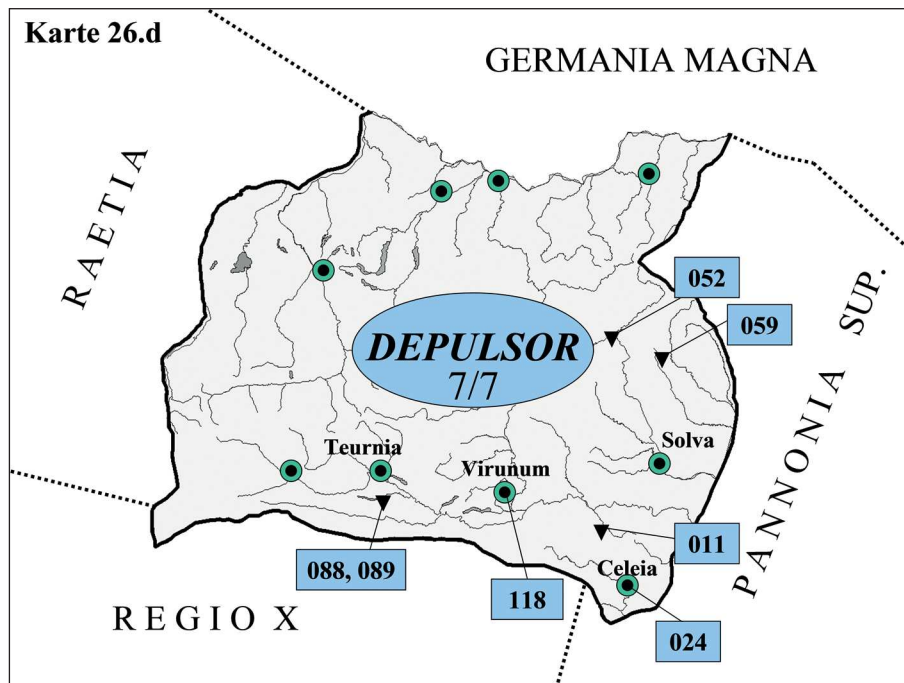 Karte 26.d
GERMANIA MAGNA
RAETIA
052
059
PANNONIA SUP.
DEPULSOR
7/7
Teurnia
Solva
Virunum
088, 089
118
011
Celeia
024
REGIO X